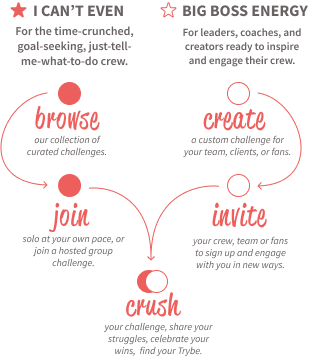 I CAN'T EVEN
For the time-crunched,
goal-seeking, just-tell-
me-what-to-do crew.
browse
our collection of
curated challenges.
join
solo at your own pace, or
join a hosted group
challenge.
BIG BOSS ENERGY
For leaders, coaches, and
creators ready to inspire
and engage their crew.
create
a custom challenge for
your team, clients, or fans.
invite
your crew, team or fans
to sign up and engage
with you in new ways.
crush
your challenge, share your
struggles, celebrate your
wins, find your Trybe.